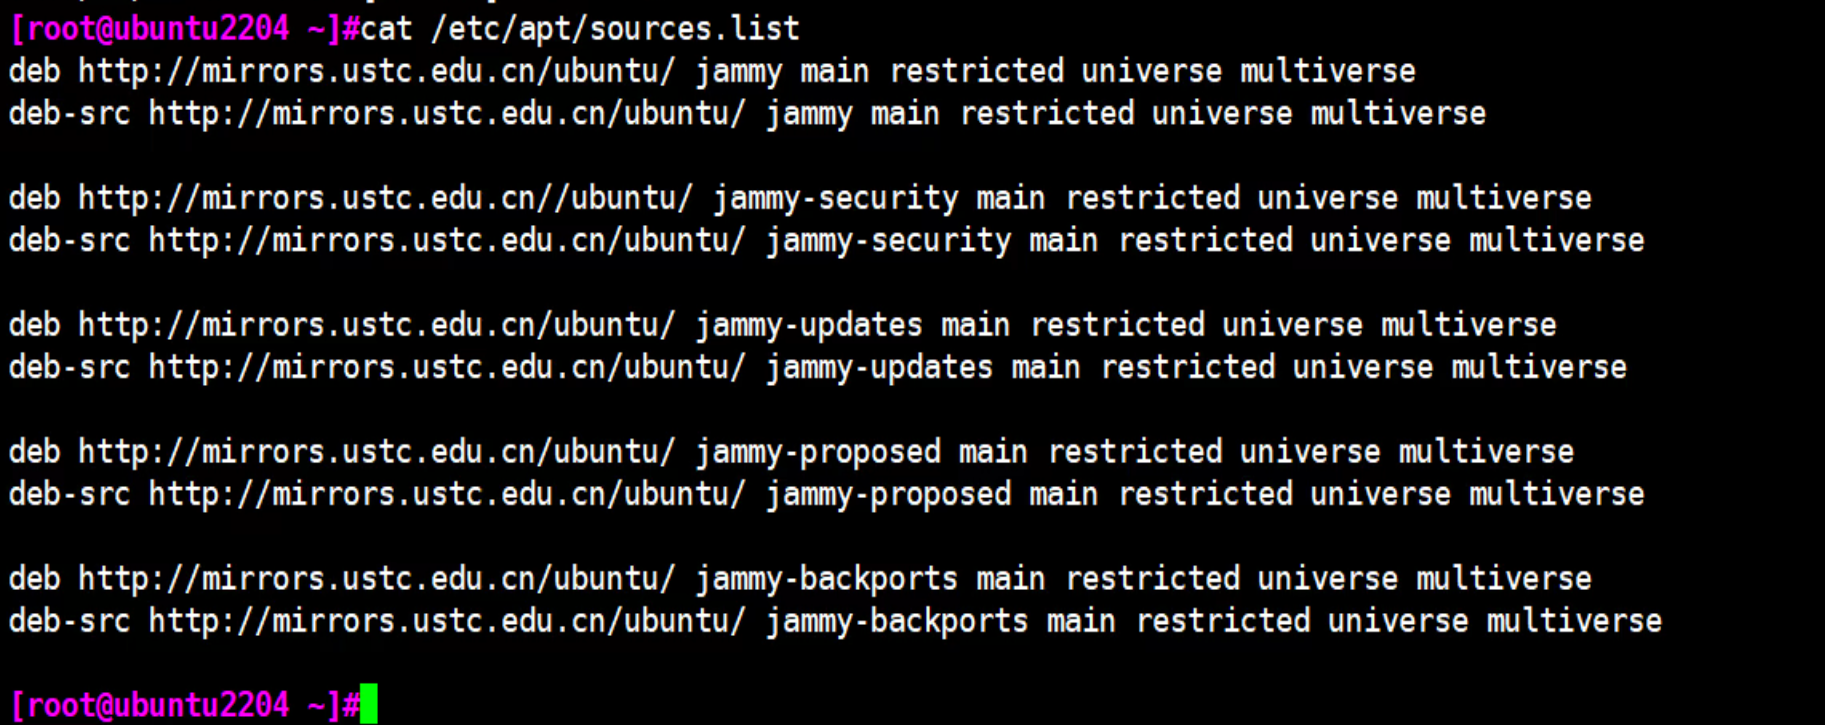 [root@ubuntu2204 ~]#cat /etc/apt/sources.list
deb http://mirrors.ustc.edu.cn/ubuntu/ jammy main restricted universe multiverse
deb-src http://mirrors.ustc.edu.cn/ubuntu/ jammy main restricted universe multiverse
deb http://mirrors.ustc.edu.cn//ubuntu/ jammy-security main restricted universe multiverse
deb-src http://mirrors.ustc.edu.cn/ubuntu/ jammy-security main restricted universe multiverse
deb http://mirrors.ustc.edu.cn/ubuntu/ jammy-updates main restricted universe multiverse
deb-src http://mirrors.ustc.edu.cn/ubuntu/ jammy-updates main restricted universe multiverse
deb http://mirrors.ustc.edu.cn/ubuntu/ jammy-proposed main restricted universe multiverse
deb-src http://mirrors.ustc.edu.cn/ubuntu/ jammy-proposed main restricted universe multiverse
deb http://mirrors.ustc.edu.cn/ubuntu/ jammy-backports main restricted universe multiverse
deb-src http://mirrors.ustc.edu.cn/ubuntu/ jammy-backports main restricted universe multiverse
[root@ubuntu2204 ~]#